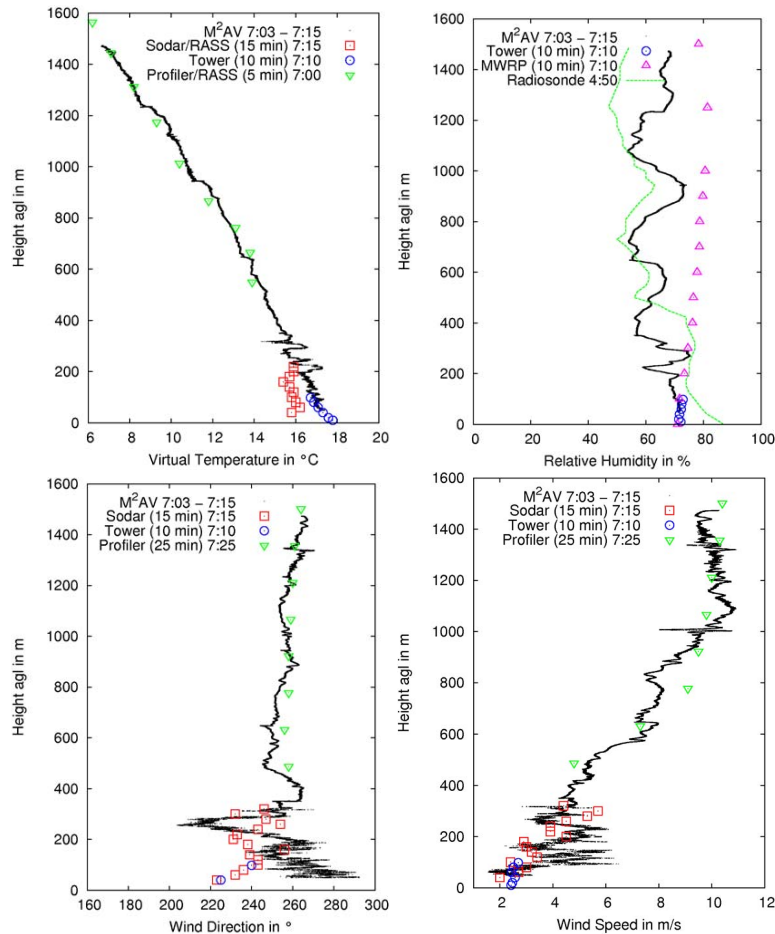 1600
1400
1200
1000
800
600
400
200
0
6 8 10 12 14 16 18 20
Height agl in m
Virtual Temperature in °C
M²AV 7:03 – 7:15
Sodar/RASS (15 min) 7:15
Tower (10 min) 7:10
Profiler/RASS (5 min) 7:00
1600
1400
1200
1000
800
600
400
200
0
0 20 40 60 80 100
Height agl in m
Relative Humidity in %
M²AV 7:03 – 7:15
Tower (10 min) 7:10
MWRP (10 min) 7:10
Radiosonde 4:50
1600
1400
1200
1000
800
600
400
200
0
160 180 200 220 240 260 280 300
Height agl in m
Wind Direction in °
M²AV 7:03 – 7:15
Sodar (15 min) 7:15
Tower (10 min) 7:10
Profiler (25 min) 7:25
1600
1400
1200
1000
800
600
400
200
0
0 2 4 6 8 10 12
Height agl in m
Wind Speed in m/s
M²AV 7:03 – 7:15
Sodar (15 min) 7:15
Tower (10 min) 7:10
Profiler (25 min) 7:25